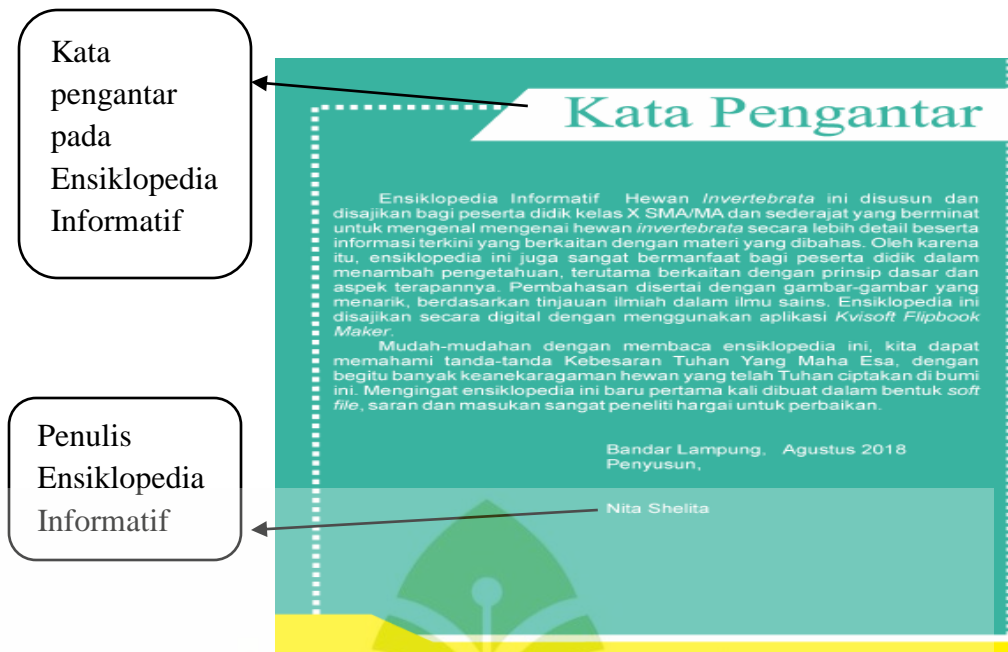 Kata
pengantar
pada
Ensiklopedia
Informatif
Kata Pengantar
Ensiklopedia Informatif Hewan Invertebrata ini disusun dan
disajikan bagi peserta didik kelas X SMA/MA dan sederajat yang berminat
untuk mengenal mengenai hewan invertebrata secara lebih detail beserta
informasi terkini yang berkaitan dengan materi yang dibahas. Oleh karena
itu, ensiklopedia ini juga sangat bermanfaat bagi peserta didik dalam
menambah pengetahuan, terutama berkaitan dengan prinsip dasar dan
aspek terapannya. Pembahasan disertai dengan gambar-gambar yang
menarik, berdasarkan tinjauan ilmiah dalam ilmu sains. Ensiklopedia ini
disajikan secara digital dengan menggunakan aplikasi Kvisoft Flipbook
Maker.
Mudah-mudahan dengan membaca ensiklopedia ini, kita dapat
memahami tanda-tanda Kebesaran Tuhan Yang Maha Esa, dengan
begitu banyak keanekaragaman hewan yang telah Tuhan ciptakan di bumi
ini. Mengingat ensiklopedia ini baru pertama kali dibuat dalam bentuk soft
file, saran dan masukan sangat peneliti hargai untuk perbaikan.
Bandar Lampung, Agustus 2018
Penyusun,
Nita Shelita
Penulis
Ensiklopedia
Informatif